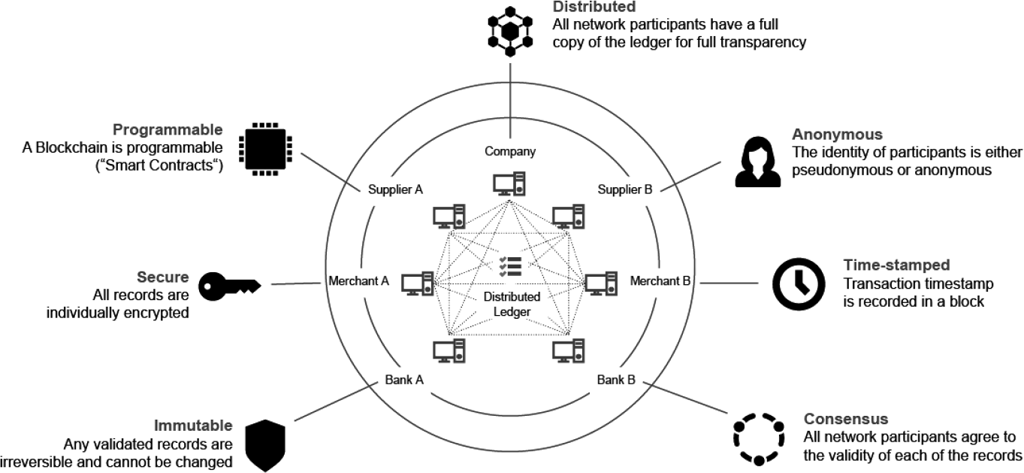 Distributed
All network participants have a full
copy of the ledger for full transparency
Programmable
A Blockchain is programmable
(“Smart Contracts“)
Anonymous
The identity of participants is either
pseudonymous or anonymous
Company
Supplier A
Supplier B
Secure
All records are
individually encrypted
Merchant A
Distributed
Ledger
Merchant B
Time-stamped
Transaction timestamp
is recorded in a block
Bank A
Bank B
Immutable
Any validated records are
irreversible and cannot be changed
Consensus
All network participants agree to
the validity of each of the records